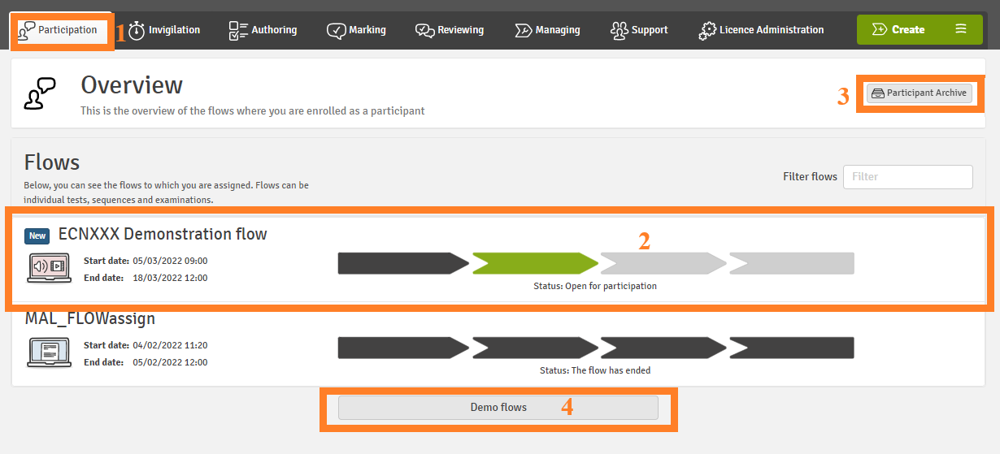 Participation 1 Invigilation Authoring Marking Reviewing Managing Support Licence Administration Create
Overview
This is the overview of the flows where you are enrolled as a participant
3 Participant Archive
Flows
Below, you can see the flows to which you are assigned. Flows can be
individual tests, sequences and examinations.
Filter flows Filter
New ECNXXX Demonstration flow
2
Start date: 05/03/2022 09:00
End date: 18/03/2022 12:00
Status: Open for participation
MAL_FLOWassign
Start date: 04/02/2022 11:20
End date: 05/02/2022 12:00
Status: The flow has ended
Demo flows 4